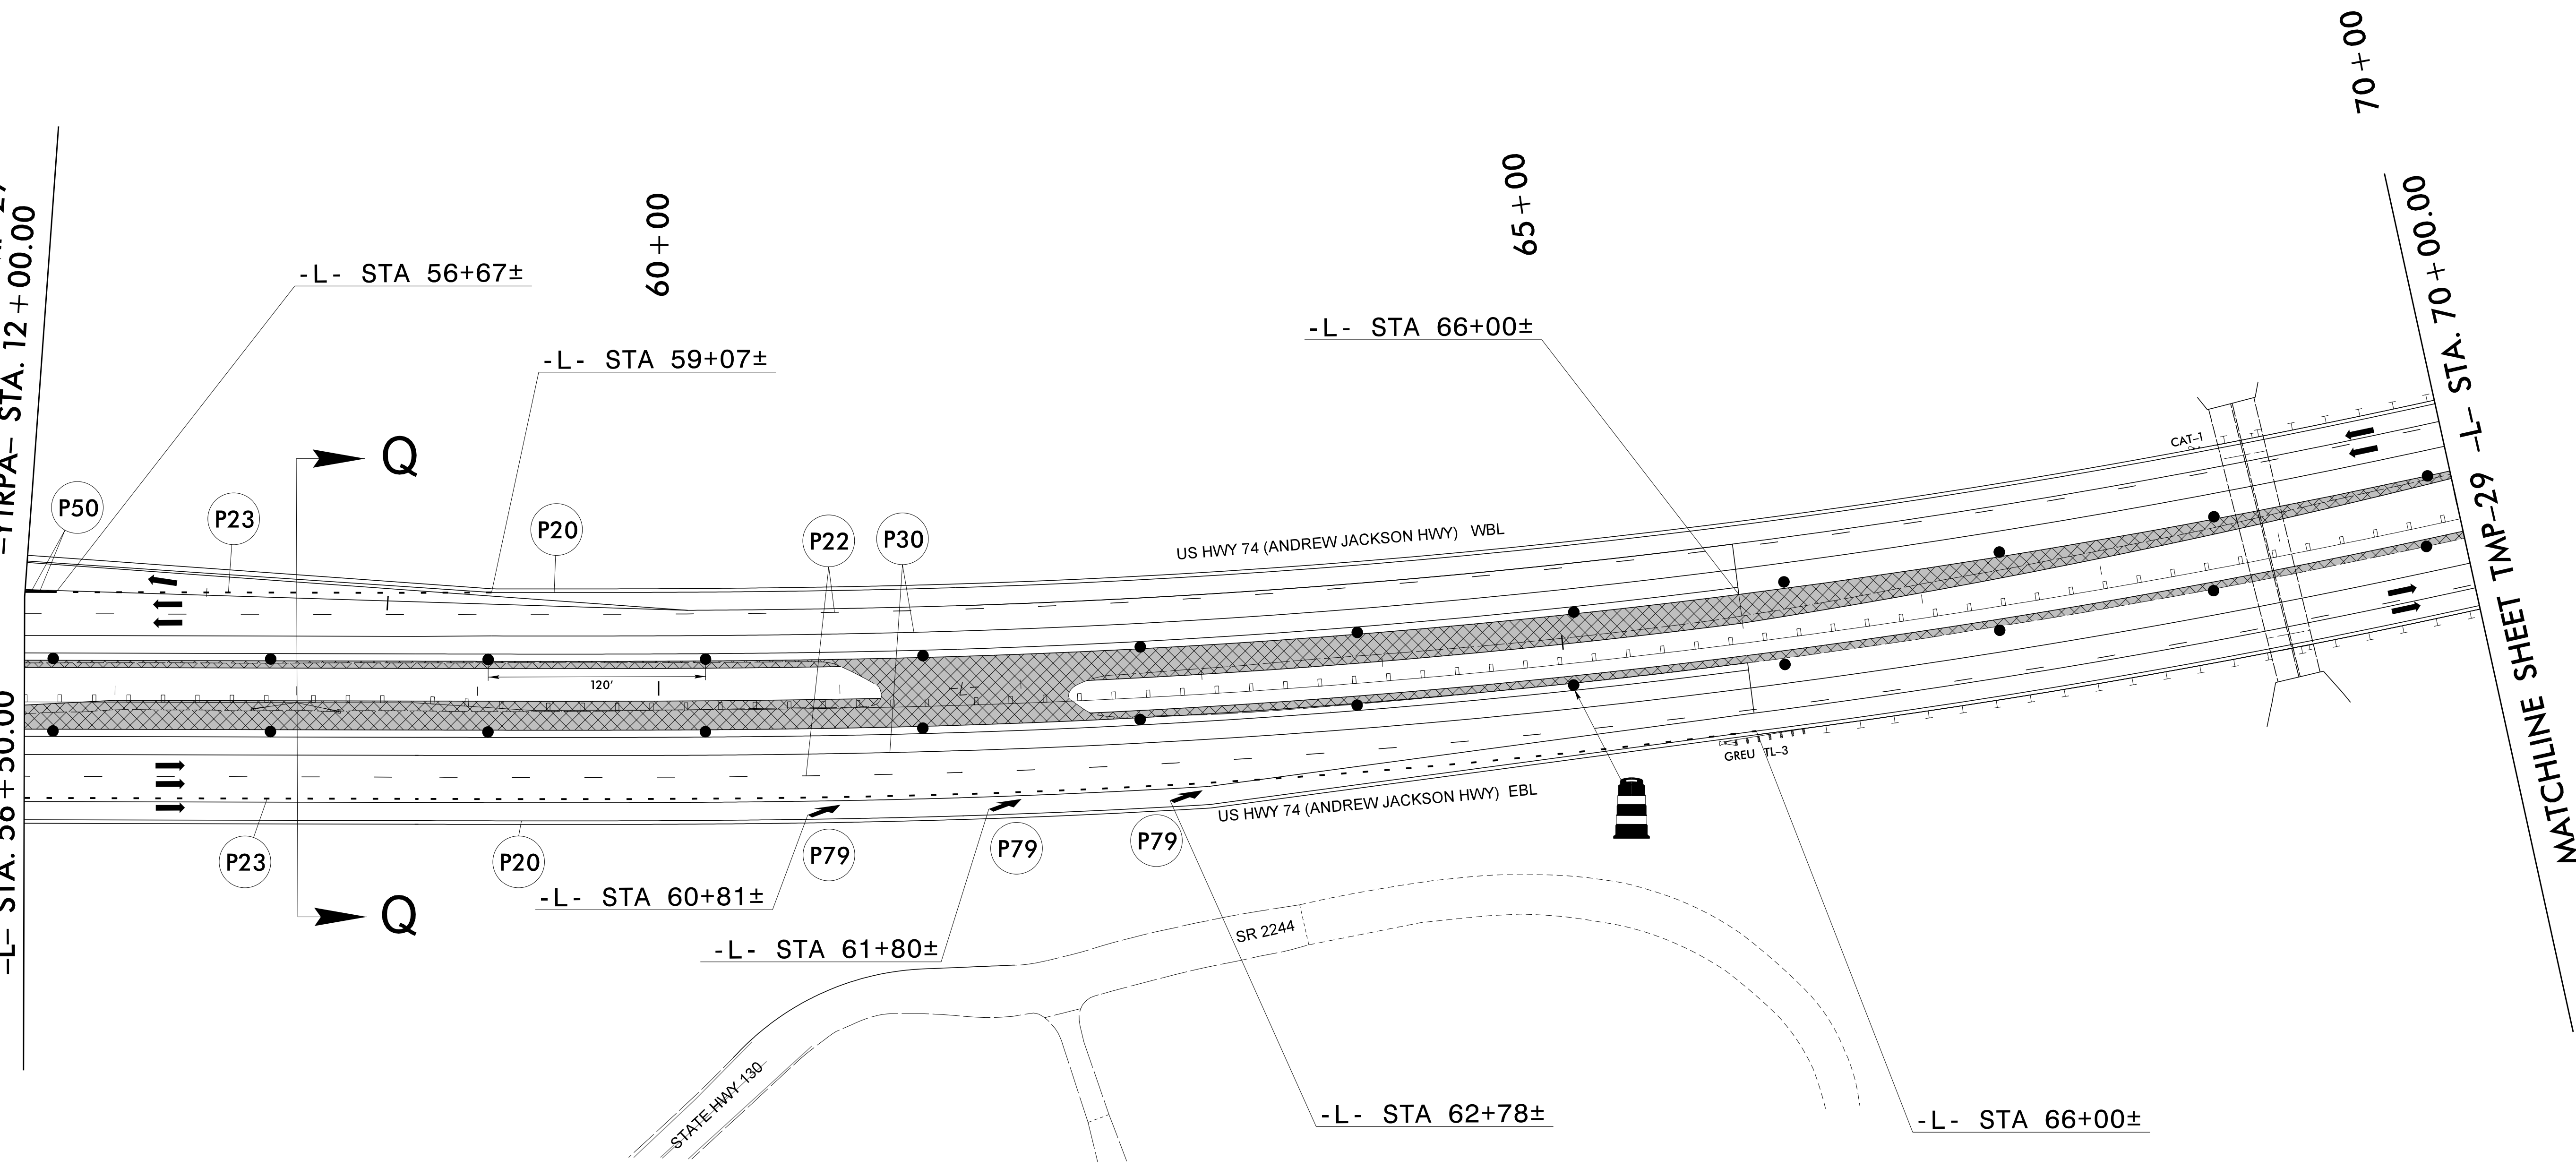 70+00
65+00
60+00
-YTRPA- STA. 12+00.00
-L- STA. 56+50.00
-L- STA 56+67±
-L- STA 59+07±
-L- STA 66+00±
Q
P50
P23
P20
P22
P30
US HWY 74 (ANDREW JACKSON HWY) WBL
CAT-1
MATCHLINE SHEET TMP-29 -L- STA. 70+00.00
120'
-L-
GREU TL-3
US HWY 74 (ANDREW JACKSON HWY) EBL
P23
P20
P79
P79
P79
-L- STA 60+81±
Q
-L- STA 61+80±
SR 2244
STATE HWY 130
-L- STA 62+78±
-L- STA 66+00±